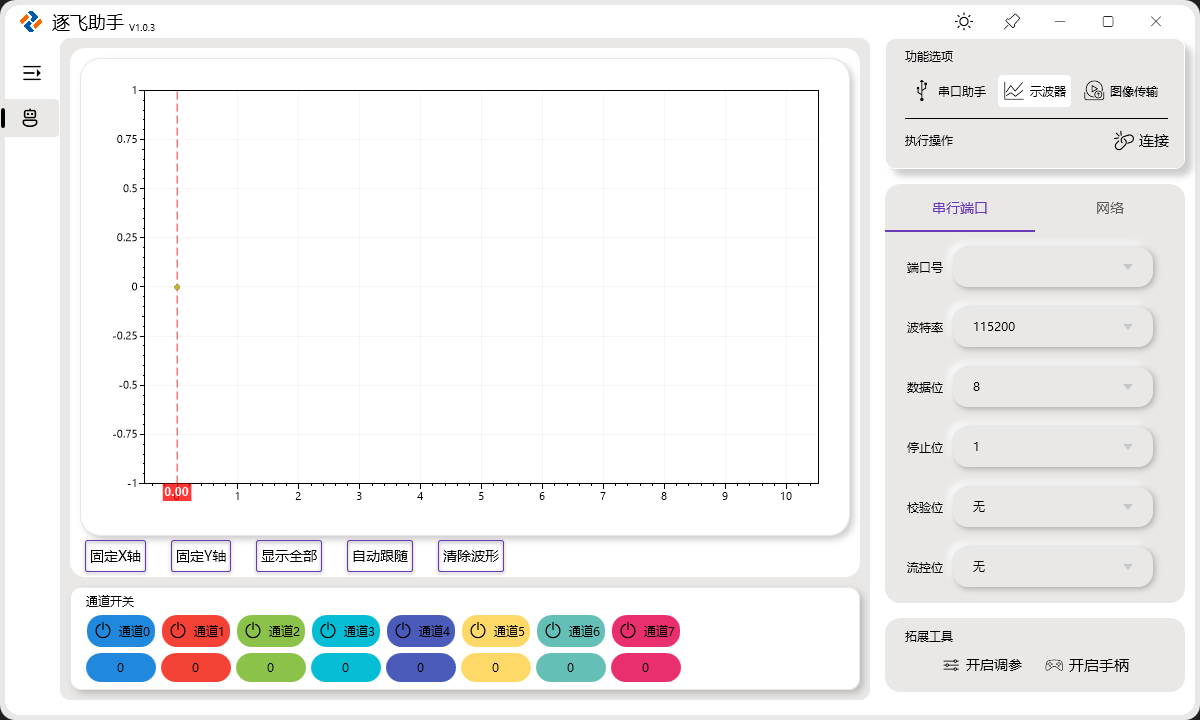 逐飞助手 V1.0.3
1
0.75
0.5
0.25
0
-0.25
-0.5
-0.75
-1
0.00
1
2
3
4
5
6
7
8
9
10
固定X轴
固定Y轴
显示全部
自动跟随
清除波形
通道开关
通道0
通道1
通道2
通道3
通道4
通道5
通道6
通道7
0
0
0
0
0
0
0
0
功能选项
串口助手
示波器
图像传输
执行操作
连接
串行端口
网络
端口号
波特率
115200
数据位
8
停止位
1
校验位
无
流控位
无
拓展工具
开启调参
开启手柄